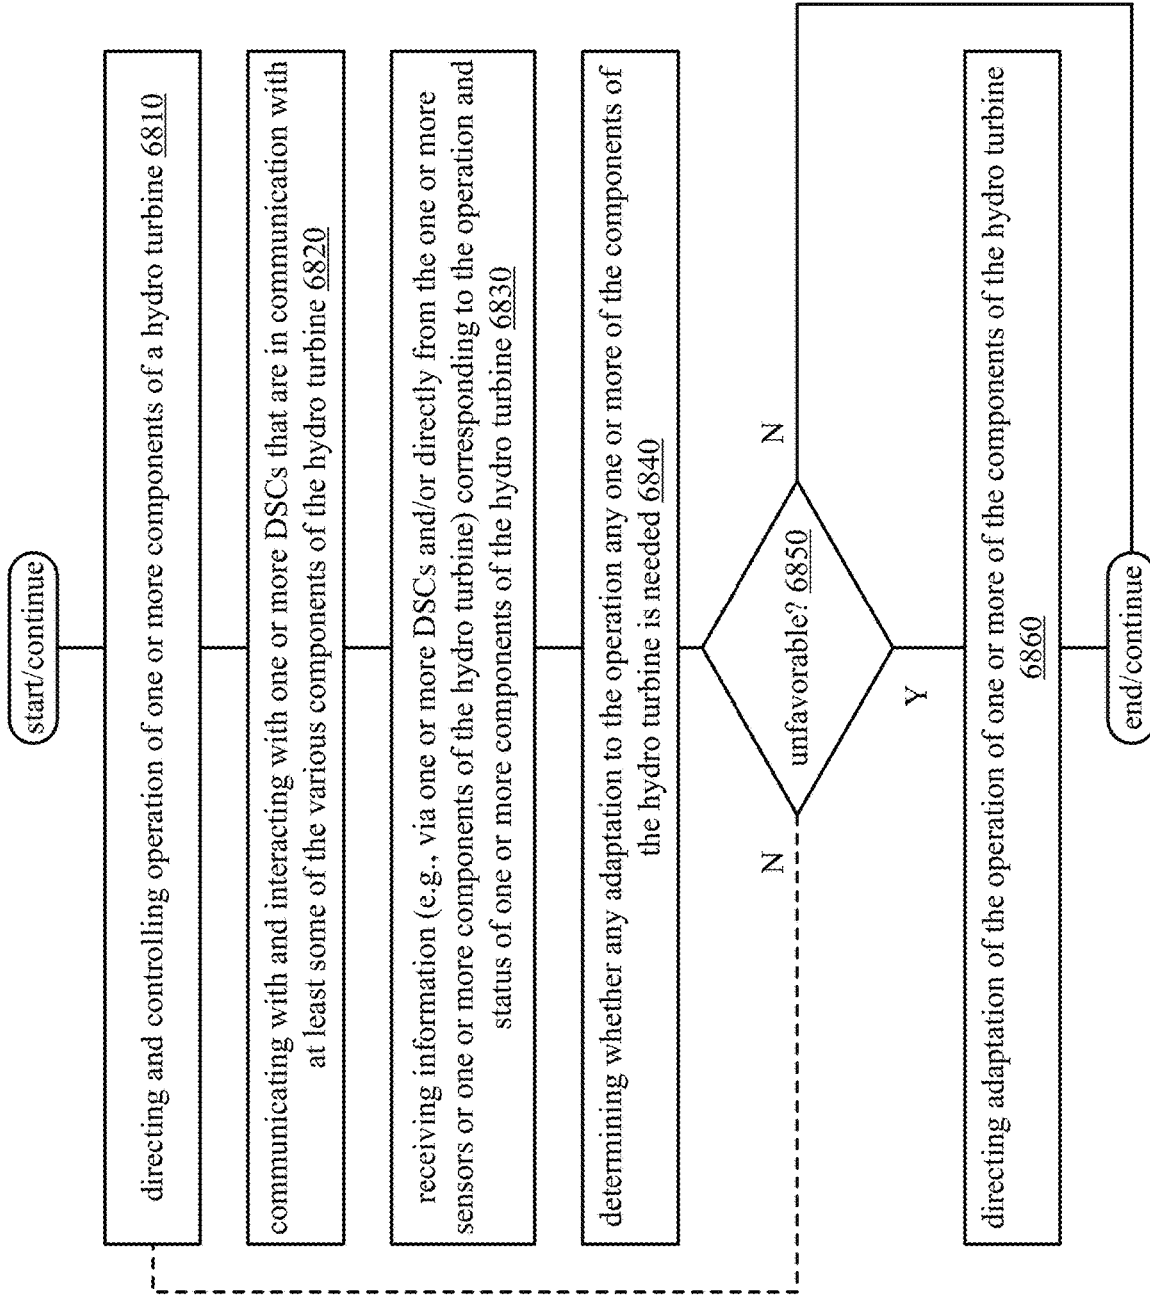 start/continue
directing and controlling operation of one or more components of a hydro turbine 6810
communicating with and interacting with one or more DSCs that are in communication with
at least some of the various components of the hydro turbine 6820
receiving information (e.g., via one or more DSCs and/or directly from the one or more
sensors or one or more components of the hydro turbine) corresponding to the operation and
status of one or more components of the hydro turbine 6830
determining whether any adaptation to the operation any one or more of the components of
the hydro turbine is needed 6840
unfavorable? 6850
N
N
Y
directing adaptation of the operation of one or more of the components of the hydro turbine
6860
end/continue